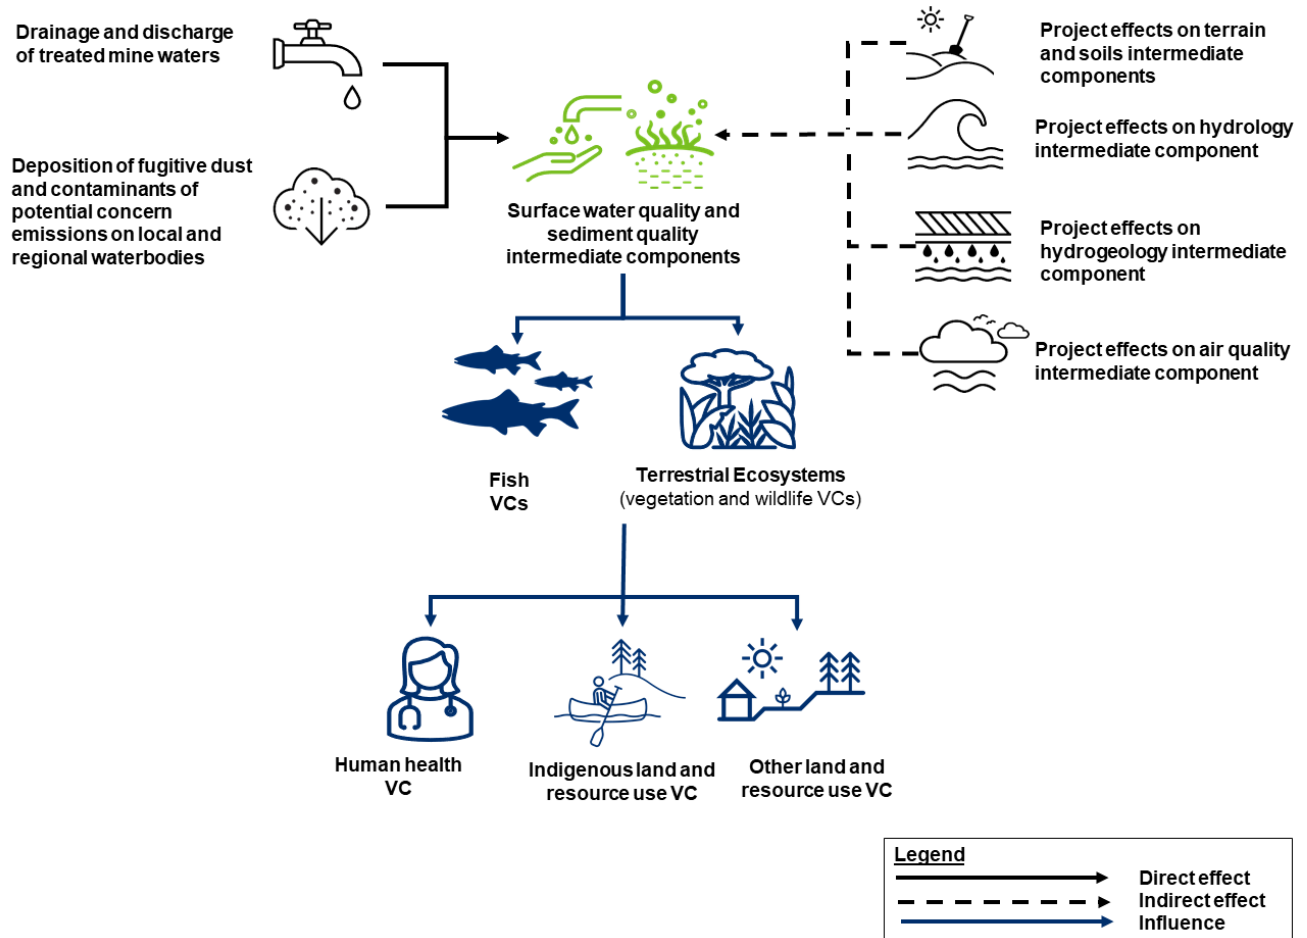 Drainage and discharge
of treated mine waters
Deposition of fugitive dust
and contaminants of
potential concern
emissions on local and
regional waterbodies
Surface water quality and
sediment quality
intermediate components
Project effects on terrain
and soils intermediate
components
Project effects on hydrology
intermediate component
Project effects on
hydrogeology intermediate
component
Project effects on air quality
intermediate component
Fish
VCs
Terrestrial Ecosystems
(vegetation and wildlife VCs)
Human health
VC
Indigenous land and
resource use VC
Other land and
resource use VC
Legend
Direct effect
Indirect effect
Influence